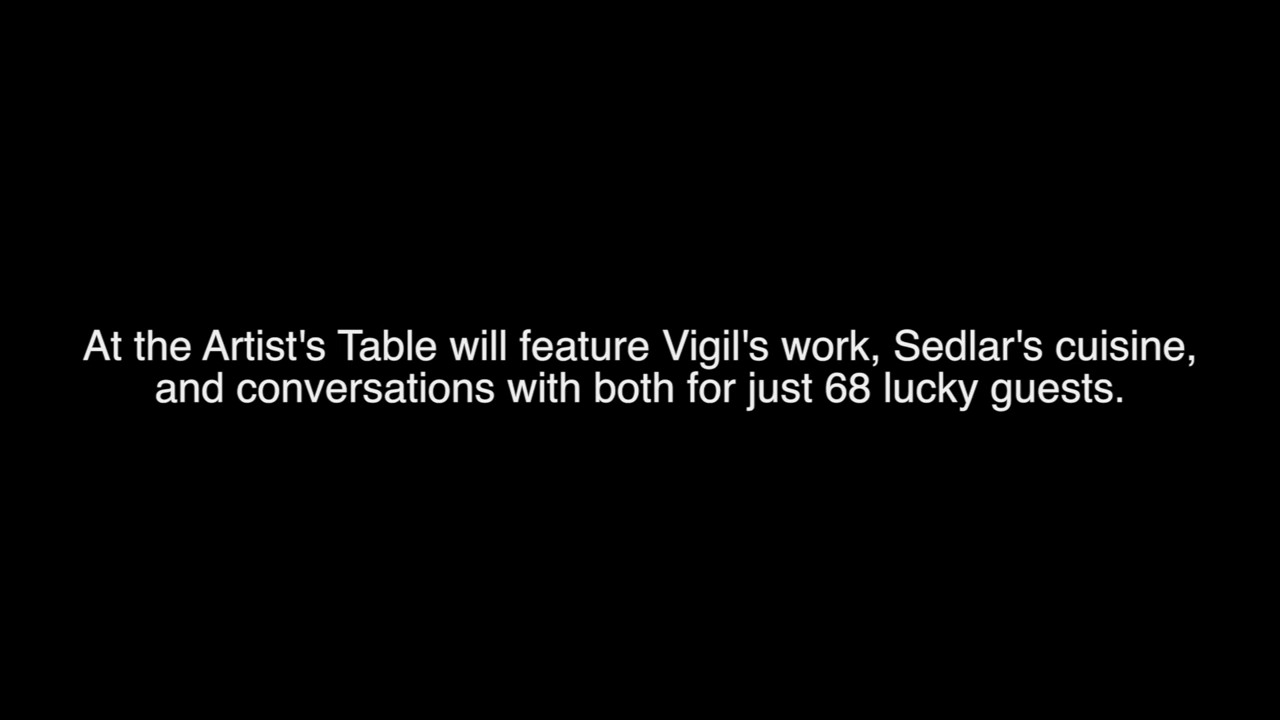 At the Artist's Table will feature Vigil's work, Sedlar's cuisine,
and conversations with both for just 68 lucky guests.